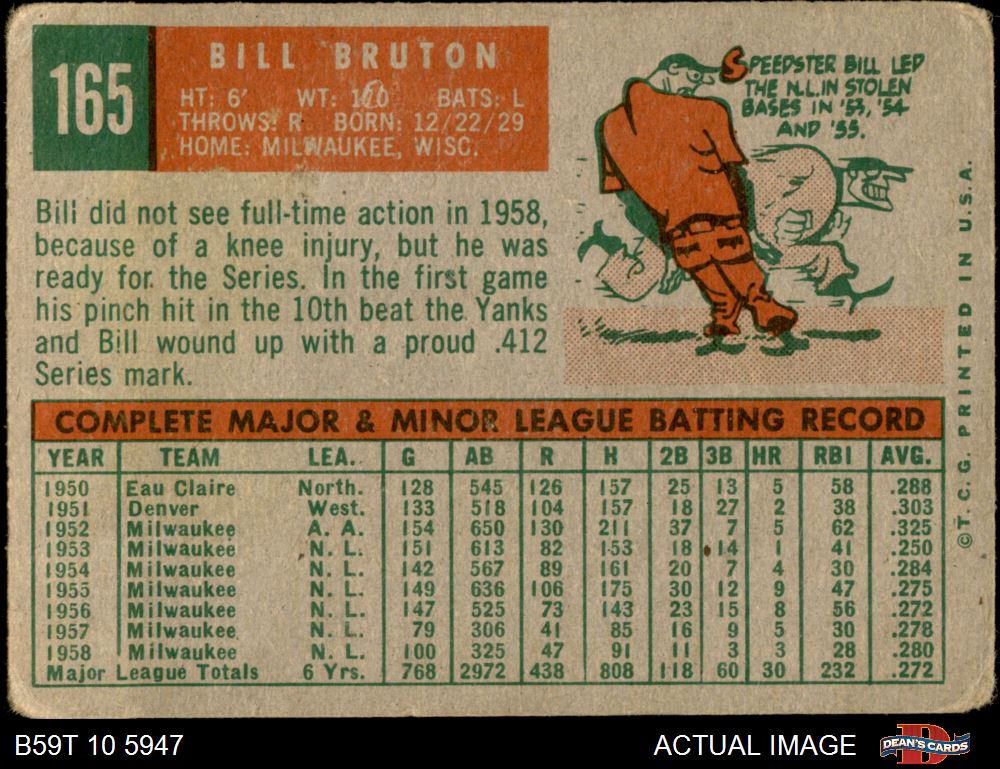 165
BILL BRUTON
HT: 6' WT: 160 BATS: L
THROWS: R BORN: 12/22/29
HOME: MILWAUKEE, WISC.
SPEEDSTER BILL LED
THE N.L. IN STOLEN
BASES IN '53, '54
AND '55.
Bill did not see full-time action in 1958,
because of a knee injury, but he was
ready for the Series. In the first game
his pinch hit in the 10th beat the Yanks
and Bill wound up with a proud .412
Series mark.
COMPLETE MAJOR & MINOR LEAGUE BATTING RECORD
YEAR TEAM LEA. G AB R H 2B 3B HR RBI AVG.
1950 Eau Claire North. 128 545 126 157 25 13 5 58 .288
1951 Denver West. 133 518 104 157 18 27 2 38 .303
1952 Milwaukee A. A. 154 650 130 211 37 7 5 62 .325
1953 Milwaukee N. L. 151 613 82 153 18 14 1 41 .250
1954 Milwaukee N. L. 142 567 89 161 20 7 4 30 .284
1955 Milwaukee N. L. 149 636 106 175 30 12 9 47 .275
1956 Milwaukee N. L. 147 525 73 143 23 15 8 56 .272
1957 Milwaukee N. L. 79 306 41 85 16 9 5 30 .278
1958 Milwaukee N. L. 100 325 47 91 11 3 3 28 .280
Major League Totals 6 Yrs. 768 2972 438 808 118 60 30 232 .272
©T. C. G. PRINTED IN U.S.A.
B59T 10 5947
ACTUAL IMAGE
DEAN'S CARDS